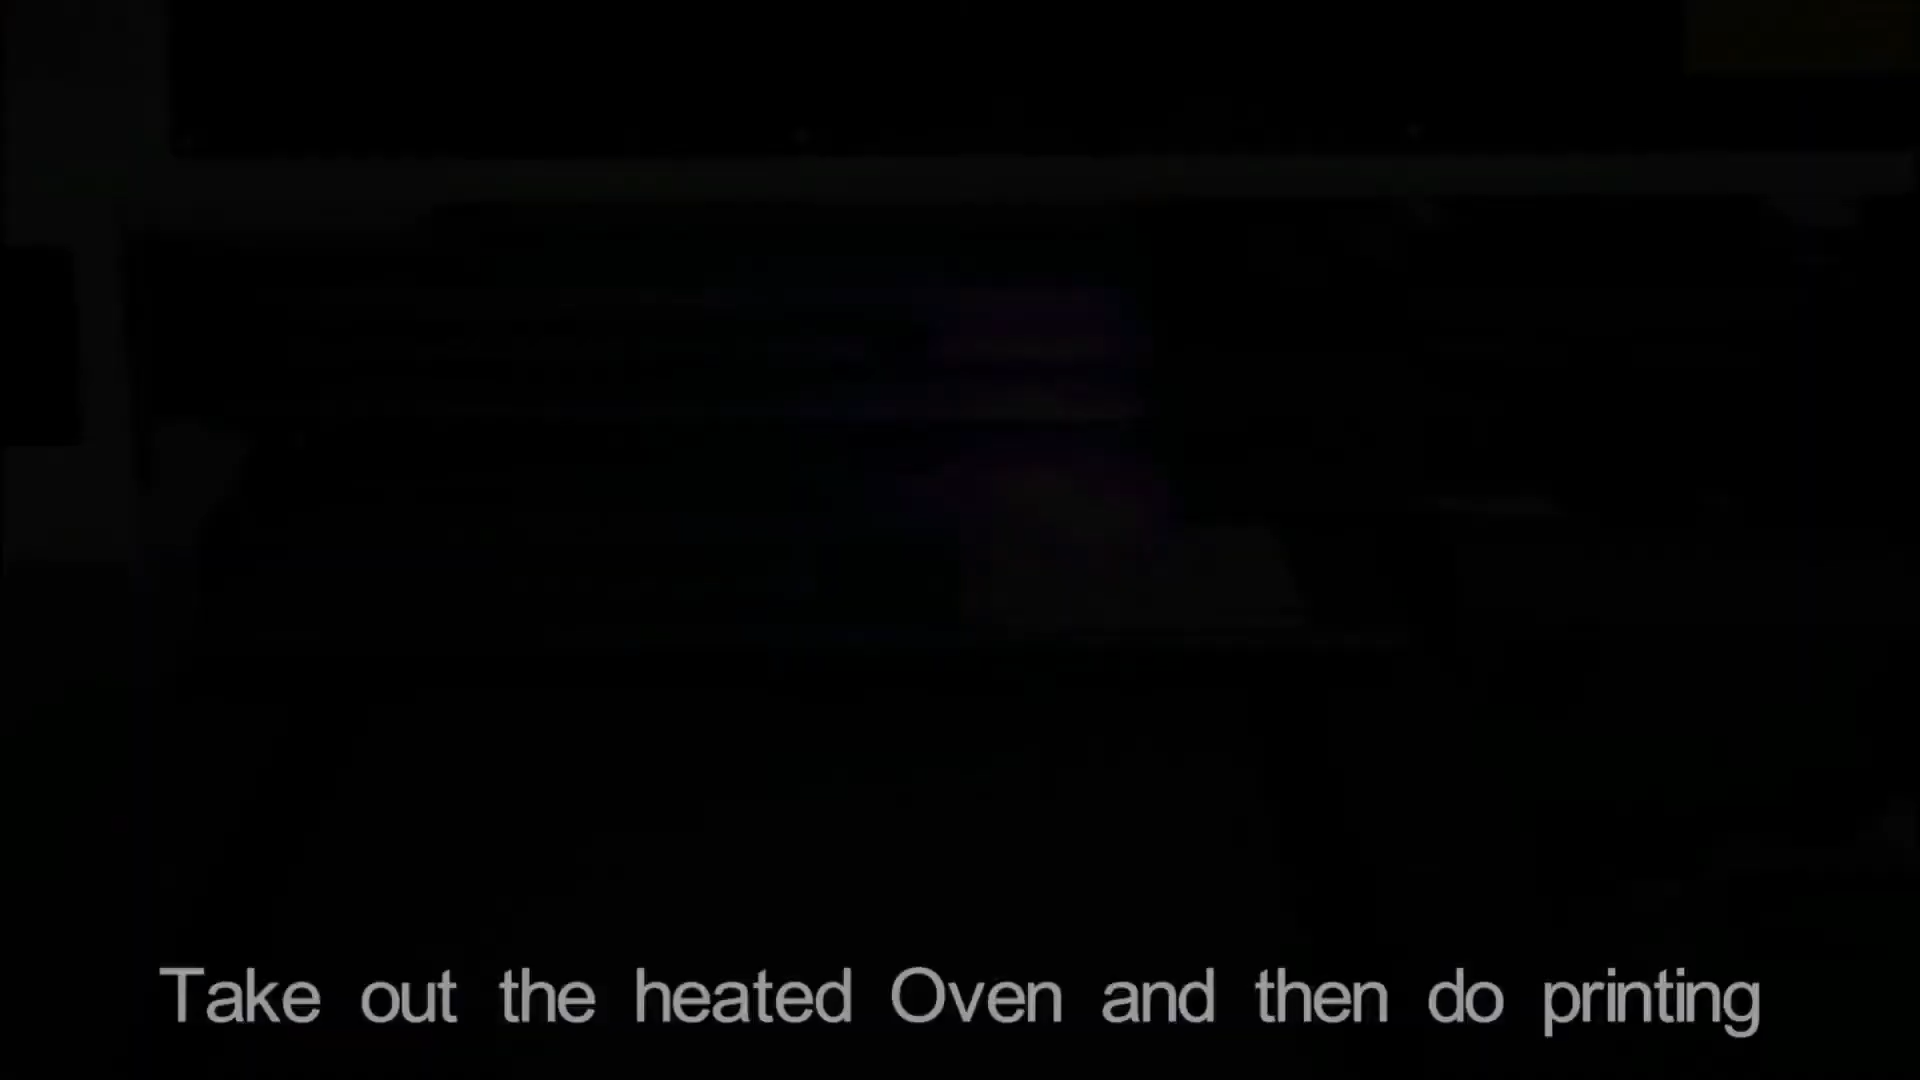 Take out the heated Oven and then do printing